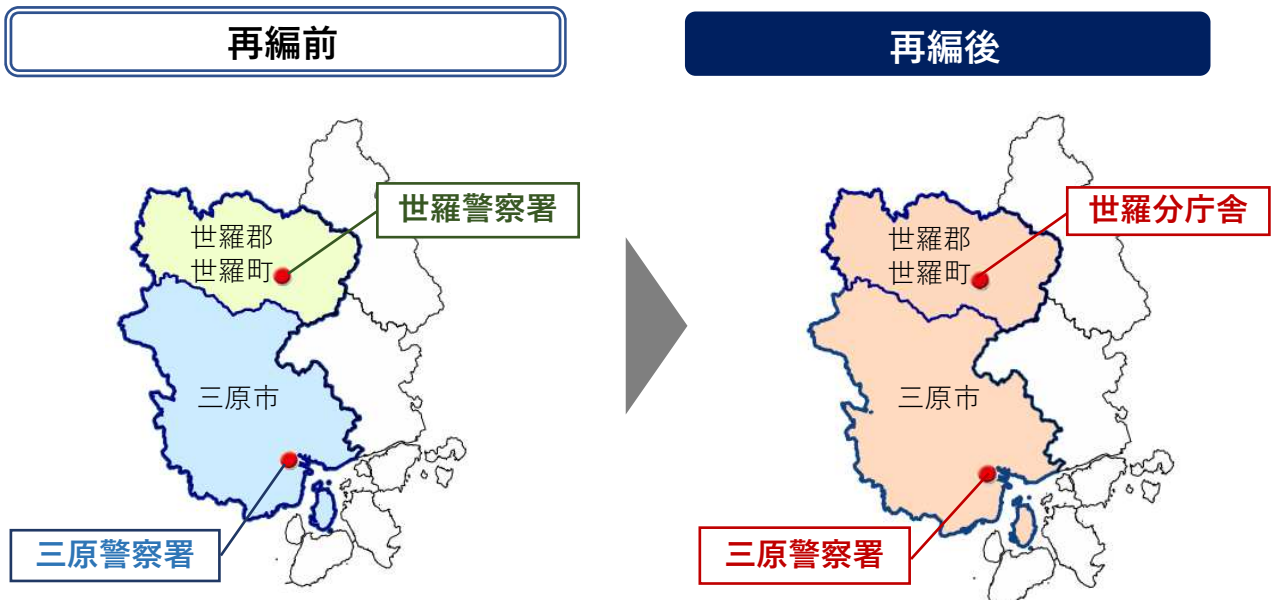 再編前
世羅警察署
世羅郡
世羅町
三原市
三原警察署
再編後
世羅分庁舎
世羅郡
世羅町
三原市
三原警察署